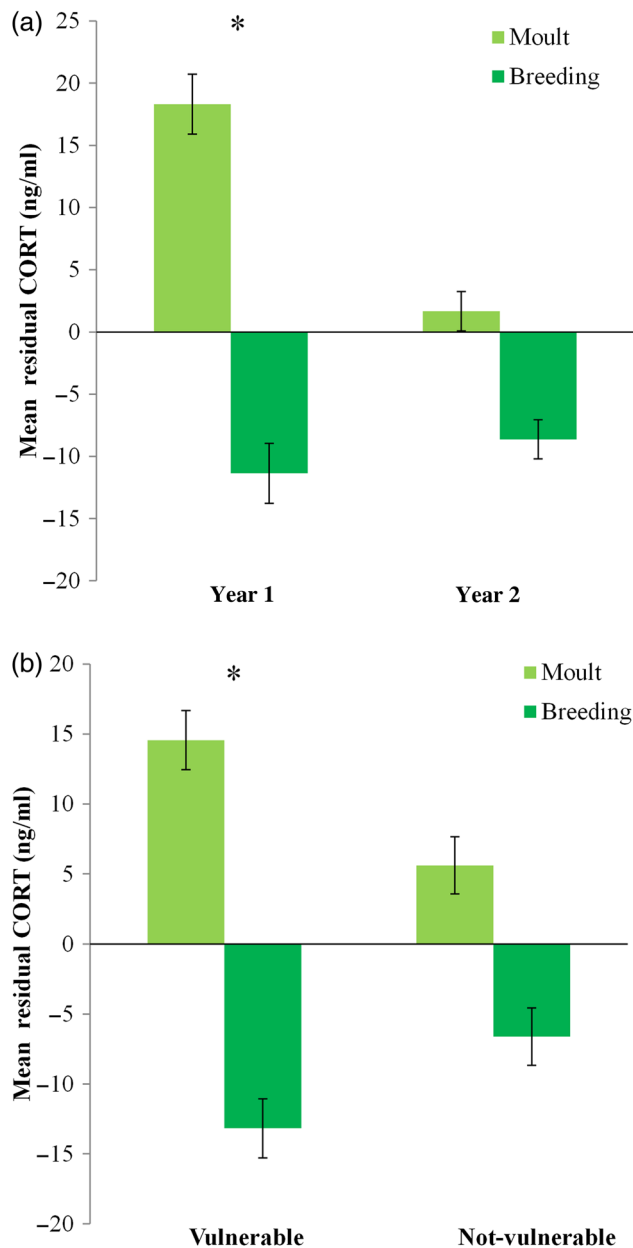 (a)
*
Moult
Breeding
Mean residual CORT (ng/ml)
25
20
15
10
5
0
−5
−10
−15
−20
Year 1 Year 2
(b)
*
Moult
Breeding
Mean residual CORT (ng/ml)
20
15
10
5
0
−5
−10
−15
−20
Vulnerable Not-vulnerable